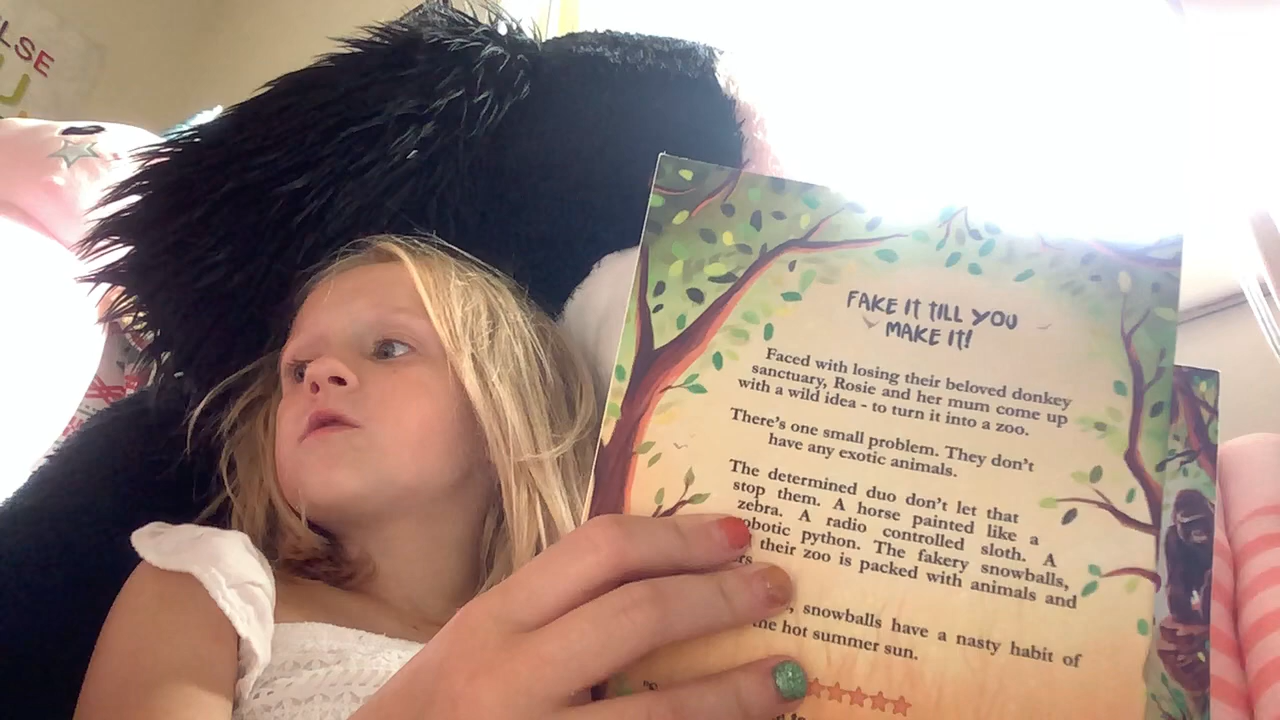 LSE
U
FAKE IT TILL YOU
MAKE IT!
Faced with losing their beloved donkey
sanctuary, Rosie and her mum come up
with a wild idea - to turn it into a zoo.
There's one small problem. They don't
have any exotic animals.
The determined duo don't let that
stop them. A horse painted like a
zebra. A radio controlled sloth. A
obotic python. The fakery snowballs,
rs their zoo is packed with animals and
, snowballs have a nasty habit of
the hot summer sun.